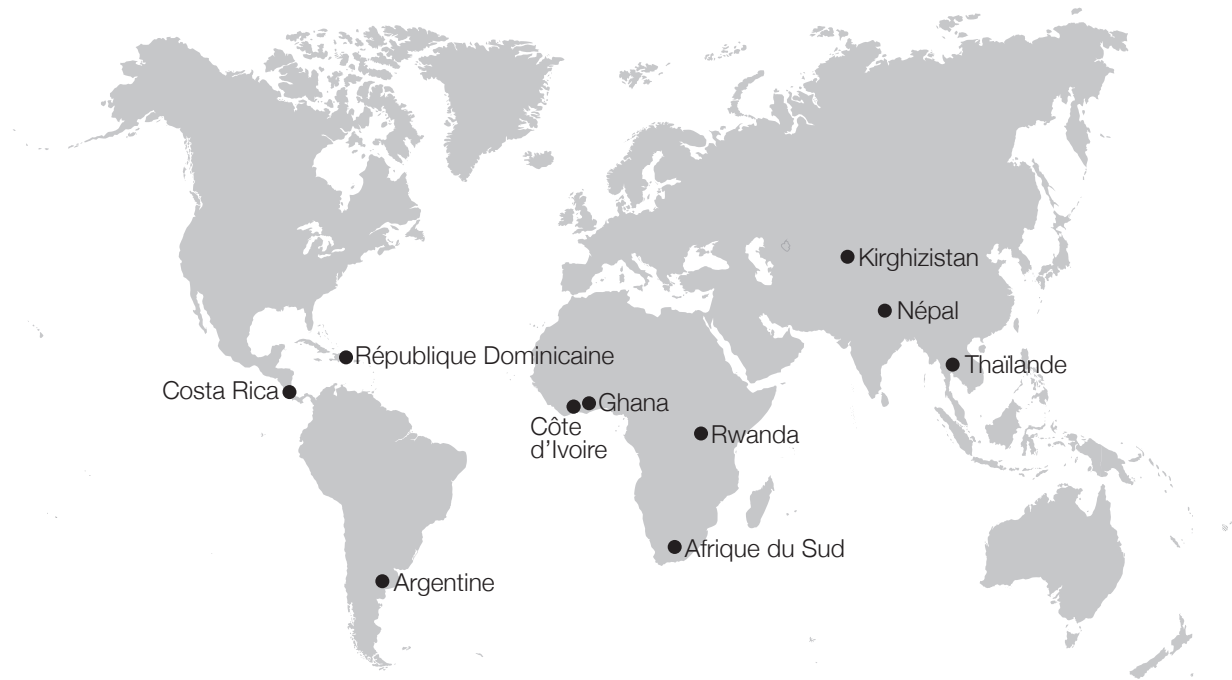 Kirghizistan
Népal
République Dominicaine
Thaïlande
Costa Rica
Ghana
Côte
d’Ivoire
Rwanda
Afrique du Sud
Argentine